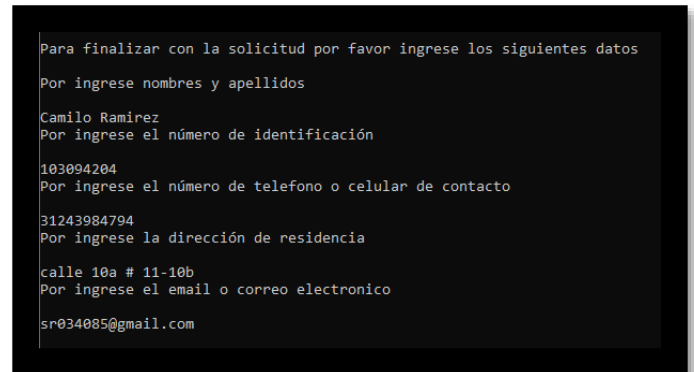 Para finalizar con la solicitud por favor ingrese los siguientes datos
Por ingrese nombres y apellidos
Camilo Ramirez
Por ingrese el número de identificación
103094204
Por ingrese el número de telefono o celular de contacto
31243984794
Por ingrese la dirección de residencia
calle 10a # 11-10b
Por ingrese el email o correo electronico
sr034085@gmail.com